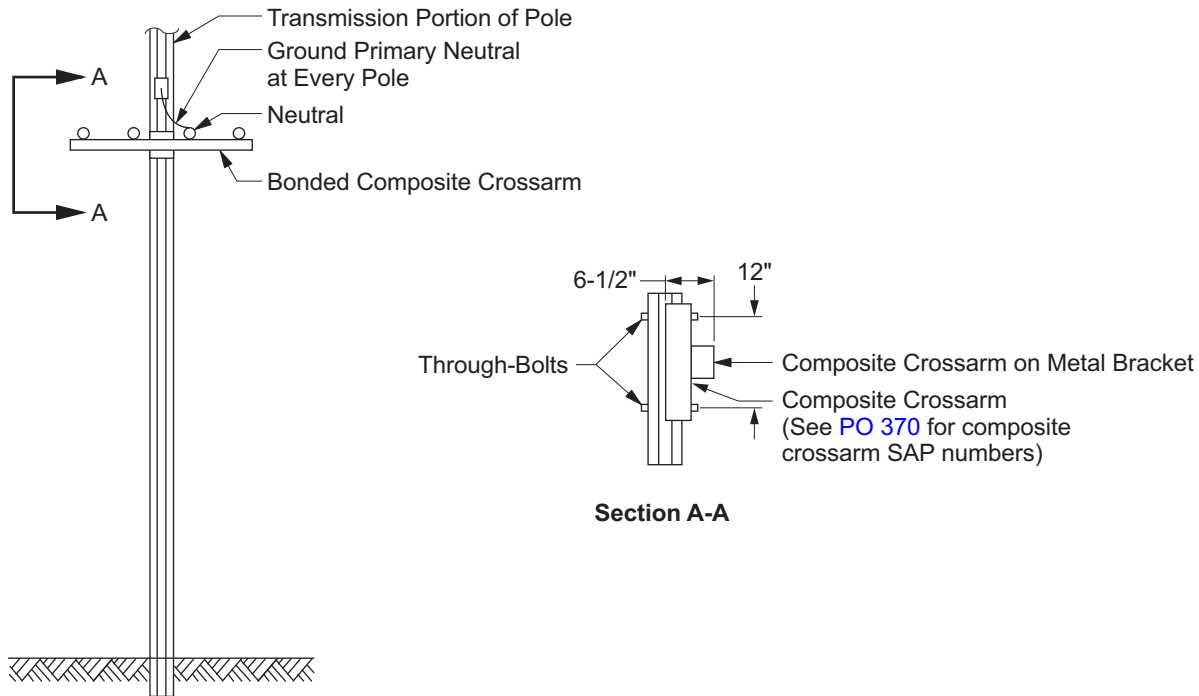 Transmission Portion of Pole
Ground Primary Neutral
at Every Pole
A
Neutral
Bonded Composite Crossarm
A
6-1/2"
12"
Through-Bolts
Composite Crossarm on Metal Bracket
Composite Crossarm
(See PO 370 for composite
crossarm SAP numbers)
Section A-A